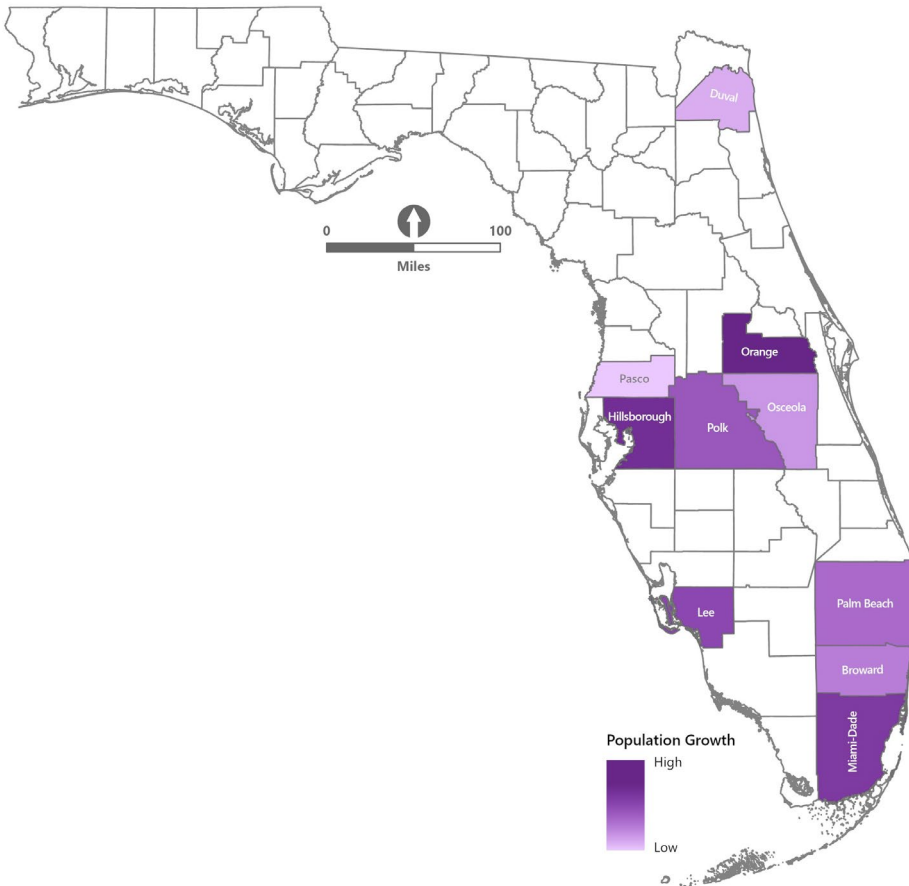 Duval
0 100
Miles
Orange
Pasco
Osceola
Hillsborough
Polk
Palm Beach
Lee
Broward
Miami-Dade
Population Growth
High
Low